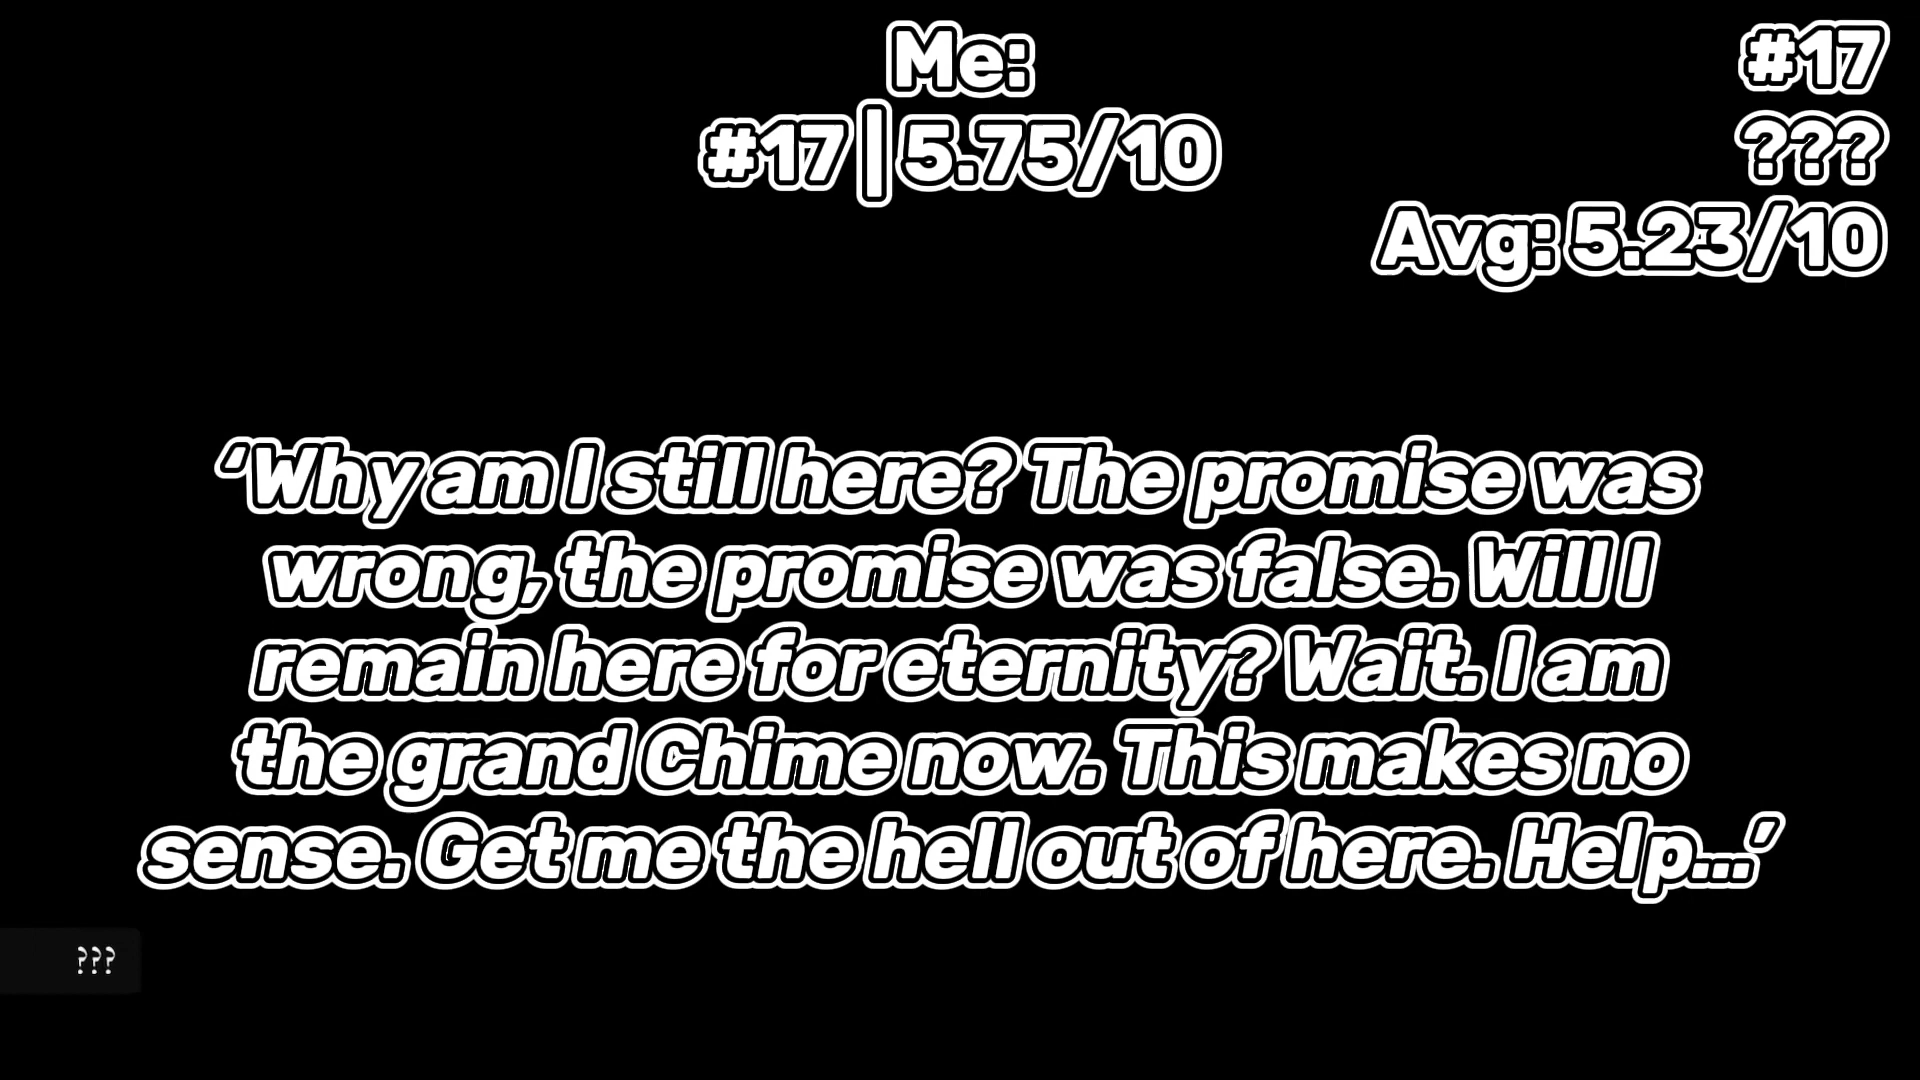 Me:
#17|5.75/10
#17
???
Avg: 5.23/10
‘Why am I still here? The promise was
wrong, the promise was false. Will I
remain here for eternity? Wait. I am
the grand Chime now. This makes no
sense. Get me the hell out of here. Help...’
???